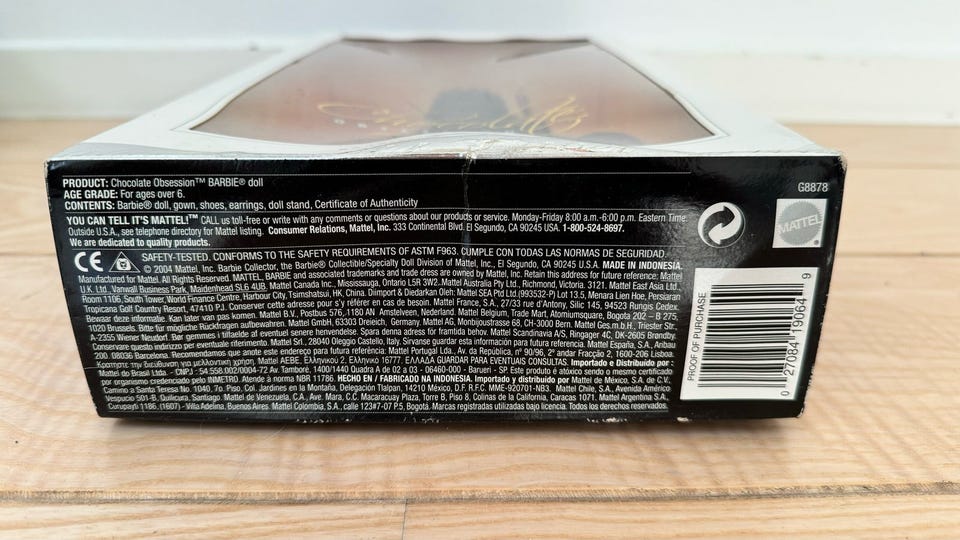 PRODUCT: Chocolate Obsession™ BARBIE® doll
AGE GRADE: For ages over 6.
CONTENTS: Barbie® doll, gown, shoes, earrings, doll stand, Certificate of Authenticity
YOU CAN TELL IT'S MATTEL!™ CALL us toll-free or write with any comments or questions about our products or service. Monday-Friday 8:00 a.m.-6:00 p.m. Eastern Time.
Outside U.S.A., see telephone directory for Mattel listing. Consumer Relations, Mattel, Inc. 333 Continental Blvd. El Segundo, CA 90245 USA. 1-800-524-8697.
We are dedicated to quality products.
CE SAFETY-TESTED. CONFORMS TO THE SAFETY REQUIREMENTS OF ASTM F963. CUMPLE CON TODAS LAS NORMAS DE SEGURIDAD.
© 2004 Mattel, Inc. Barbie Collector, the Barbie® Collectible/Specialty Doll Division of Mattel, Inc., El Segundo, CA 90245 U.S.A. MADE IN INDONESIA.
Manufactured for Mattel. All Rights Reserved. MATTEL, BARBIE and associated trademarks and trade dress are owned by Mattel, Inc. Retain this address for future reference: Mattel
U.K. Ltd., Vanwall Business Park, Maidenhead SL6 4UB. Mattel Canada Inc., Mississauga, Ontario L5R 3W2. Mattel Australia Pty Ltd., Richmond, Victoria. 3121. Mattel East Asia Ltd.,
Room 1106, South Tower, World Finance Centre, Harbour City, Tsimshatsui, HK, China. Diimport & Diedarkan Oleh: Mattel SEA Ptd Ltd.(993532-P) Lot 13.5, Menara Lien Hoe, Persiaran
Tropicana Golf Country Resort, 47410 PJ. Conserver cette adresse pour s'y référer en cas de besoin. Mattel France, S.A., 27/33 rue d'Antony, Silic 145, 94523 Rungis Cedex.
Bewaar deze informatie. Kan later van pas komen. Mattel B.V., Postbus 576, 1180 AN Amstelveen, Nederland. Mattel Belgium, Trade Mart, Atomiumsquare, Bogota 202 – B 275,
1020 Brussels. Bitte für mögliche Rückfragen aufbewahren. Mattel GmbH, 63303 Dreieich, Germany, Mattel AG, Monbijoustrasse 68, CH-3000 Bern. Mattel Ges.m.b.H., Triester Str.,
A-2355 Wiener Neudorf. Bør gemmes i tilfælde af eventuel senere henvendelse. Spara denna adress för framtida behov. Mattel Scandinavia A/S, Ringager 4C, DK-2605 Brøndby.
Conservare questo indirizzo per eventuali consultazioni. Mattel Srl., 28040 Oleggio Castello, Italy. Sírvanse guardar esta información para futura referencia. Mattel España, S.A., Aribau
200. 08036 Barcelona. Recomendamos que anote este endereço para futura referência: Mattel Portugal Lda., Av. da República, nº 90/96, 2º andar Fracção 2, 1600-206 Lisboa.
Mattel AEBE, Ελληνικού 2, Ελληνικό 16777, ΕΛΛΑΔΑ GUARDAR PARA EVENTUAIS CONSULTAS. Importado e Distribuido por :
Mattel do Brasil Ltda. - CNPJ : 54.558.002/0004-72 Av. Tamboré, 1400/1440 Quadra A de 02 a 03 - 06460-000 - Barueri - SP Este produto é atóxico sendo o mesmo certificado
por organismo credenciado pelo INMETRO. Atende à norma NBR 11786. HECHO EN / FABRICADO NA INDONESIA. Importado y distribuido por Mattel de México, S.A. de C.V.,
Camino a Santa Teresa No. 1040, 7o. Piso, Col. Jardines en la Montaña, Delegación Tlalpan, 14210 México, D.F. R.F.C. MME-920701-NB3. Mattel Chile, S.A., Avenida Américo
Vespucio 501-B, Quilicura, Santiago. Mattel de Venezuela, C.A., Ave. Mara, C.C. Macaracuay Plaza, Torre B, Piso 8, Colinas de la California, Caracas 1071. Mattel Argentina S.A.,
Curupayti 1186, (1607) - Villa Adelina, Buenos Aires. Mattel Colombia, S.A., calle 123#7-07 P.5, Bogotá. Marcas registradas utilizadas bajo licencia. Todos los derechos reservados.
G8878
MATTEL
PROOF OF PURCHASE
0 27084 19064 9